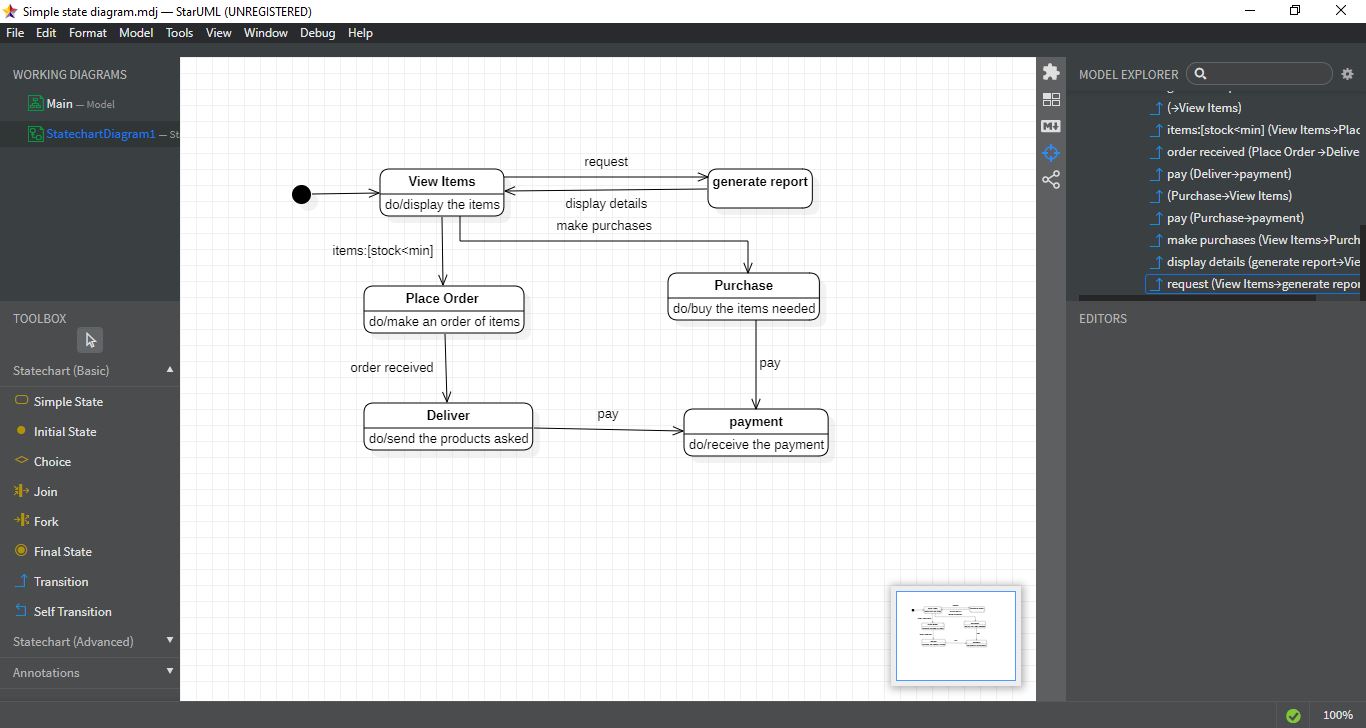 Simple state diagram.mdj — StarUML (UNREGISTERED)
File Edit Format Model Tools View Window Debug Help
WORKING DIAGRAMS
Main — Model
StatechartDiagram1 — St
TOOLBOX
Statechart (Basic)
Simple State
Initial State
Choice
Join
Fork
Final State
Transition
Self Transition
Statechart (Advanced)
Annotations
request
View Items
do/display the items
generate report
display details
make purchases
items:[stock<min]
Place Order
do/make an order of items
Purchase
do/buy the items needed
order received
pay
Deliver
do/send the products asked
pay
payment
do/receive the payment
M↓
MODEL EXPLORER
(→View Items)
items:[stock<min] (View Items→Plac
order received (Place Order→Delive
pay (Deliver→payment)
(Purchase→View Items)
pay (Purchase→payment)
make purchases (View Items→Purch
display details (generate report→Vie
request (View Items→generate repor
EDITORS
100%